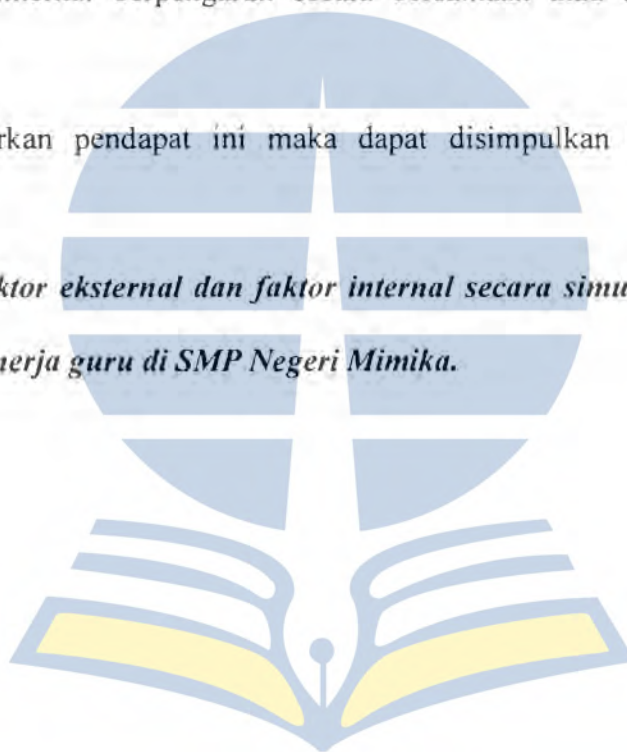 rkan pendapat ini maka dapat disimpulkan
ktor eksternal dan faktor internal secara simu
nerja guru di SMP Negeri Mimika.